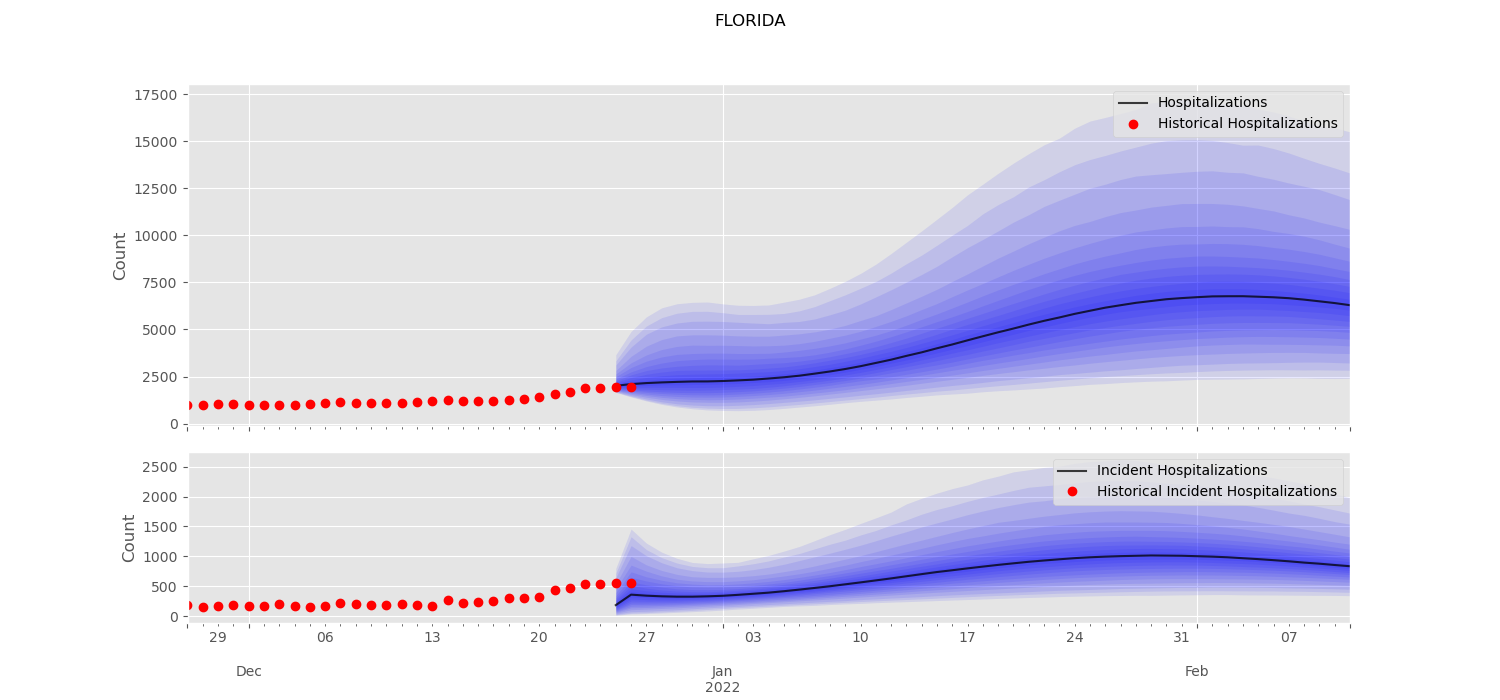 FLORIDA
17500
15000
12500
10000
7500
5000
2500
0
Count
Hospitalizations
Historical Hospitalizations
2500
2000
1500
1000
500
0
Count
Incident Hospitalizations
Historical Incident Hospitalizations
29 06 13 20 27 03 10 17 24 31 07
Dec Jan Feb
2022